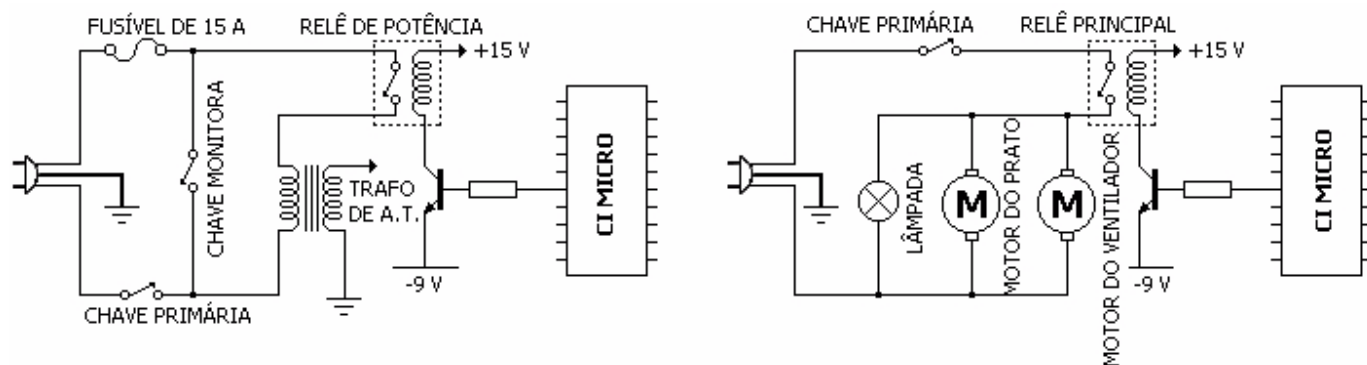 FUSÍVEL DE 15 A
RELÊ DE POTÊNCIA
+15 V
CHAVE MONITORA
TRAFO
DE A.T.
CI MICRO
-9 V
CHAVE PRIMÁRIA
CHAVE PRIMÁRIA
RELÊ PRINCIPAL
+15 V
LÂMPADA
M
MOTOR DO PRATO
M
MOTOR DO VENTILADOR
CI MICRO
-9 V